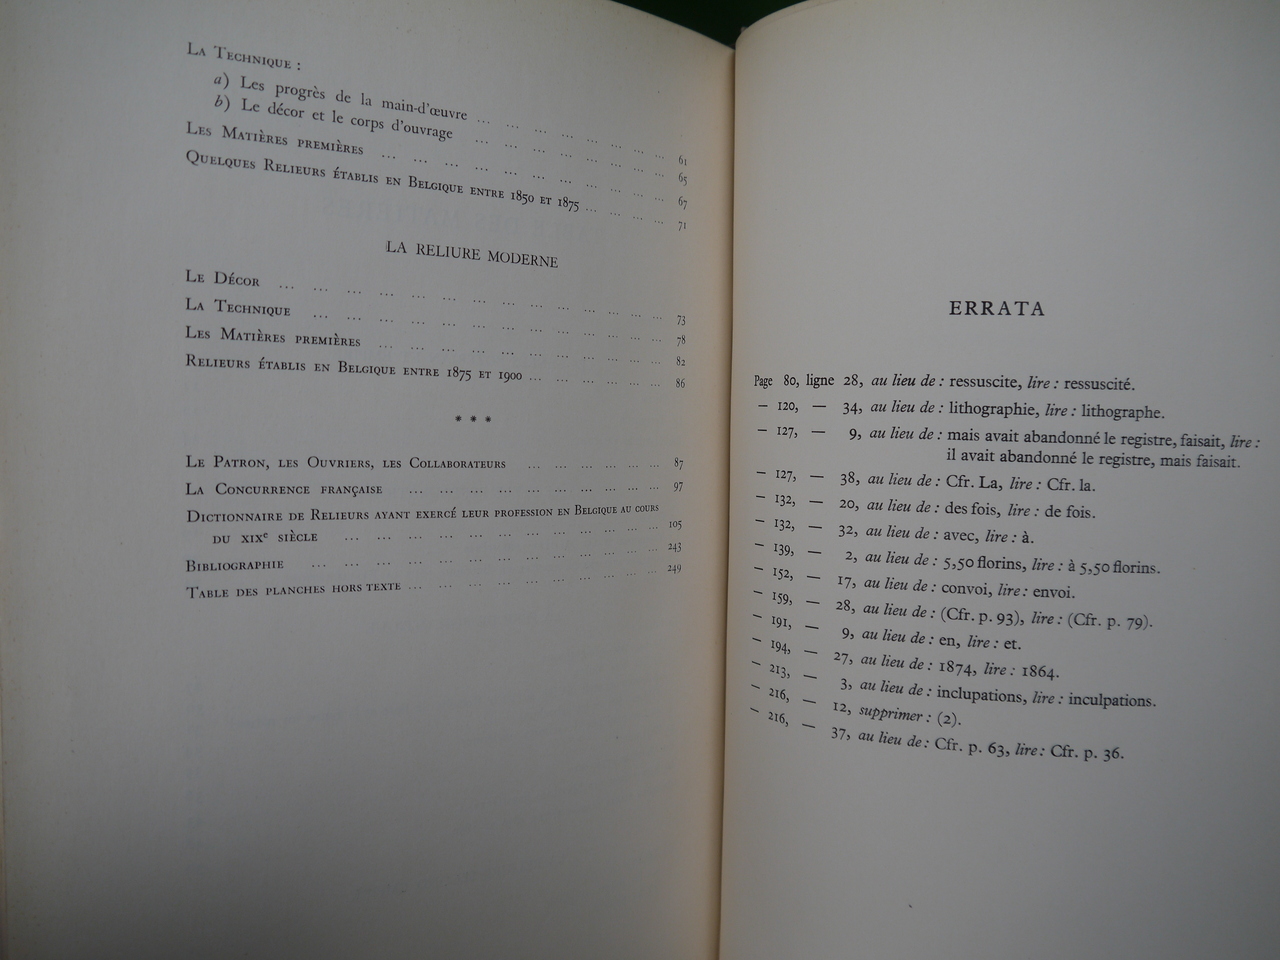 La Technique :
a) Les progrès de la main-d'œuvre ... ... ... ... ... ... ... 61
b) Le décor et le corps d'ouvrage ... ... ... ... ... ... ... 65
Les Matières premières ... ... ... ... ... ... ... ... ... ... 67
Quelques Relieurs établis en Belgique entre 1850 et 1875 ... ... ... 71
LA RELIURE MODERNE
Le Décor ... ... ... ... ... ... ... ... ... ... ... ... 73
La Technique ... ... ... ... ... ... ... ... ... ... ... 78
Les Matières premières ... ... ... ... ... ... ... ... ... 82
Relieurs établis en Belgique entre 1875 et 1900 ... ... ... ... ... 86
* * *
Le Patron, les Ouvriers, les Collaborateurs ... ... ... ... ... 87
La Concurrence française ... ... ... ... ... ... ... ... ... 97
Dictionnaire de Relieurs ayant exercé leur profession en Belgique au cours
du xixe siècle ... ... ... ... ... ... ... ... ... ... ... 105
Bibliographie ... ... ... ... ... ... ... ... ... ... ... ... 243
Table des planches hors texte ... ... ... ... ... ... ... ... ... 249
ERRATA
Page 80, ligne 28, au lieu de : ressuscite, lire : ressuscité.
— 120, — 34, au lieu de : lithographie, lire : lithographe.
— 127, — 9, au lieu de : mais avait abandonné le registre, faisait, lire :
il avait abandonné le registre, mais faisait.
— 127, — 38, au lieu de : Cfr. La, lire : Cfr. la.
— 132, — 20, au lieu de : des fois, lire : de fois.
— 132, — 32, au lieu de : avec, lire : à.
— 139, — 2, au lieu de : 5,50 florins, lire : à 5,50 florins.
— 152, — 17, au lieu de : convoi, lire : envoi.
— 159, — 28, au lieu de : (Cfr. p. 93), lire : (Cfr. p. 79).
— 191, — 9, au lieu de : en, lire : et.
— 194, — 27, au lieu de : 1874, lire : 1864.
— 213, — 3, au lieu de : inclupations, lire : inculpations.
— 216, — 12, supprimer : (2).
— 216, — 37, au lieu de : Cfr. p. 63, lire : Cfr. p. 36.